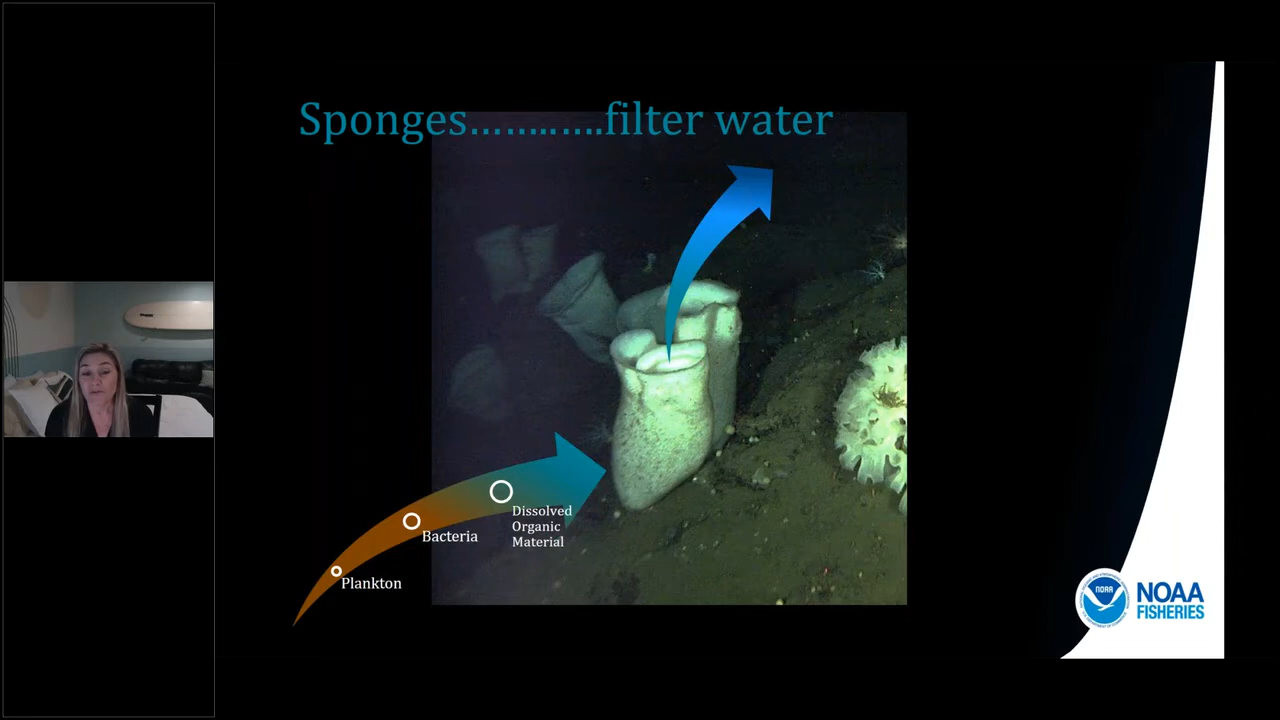 Sponges………..filter water
Dissolved
Organic
Material
Bacteria
Plankton
NOAA
NOAA
FISHERIES